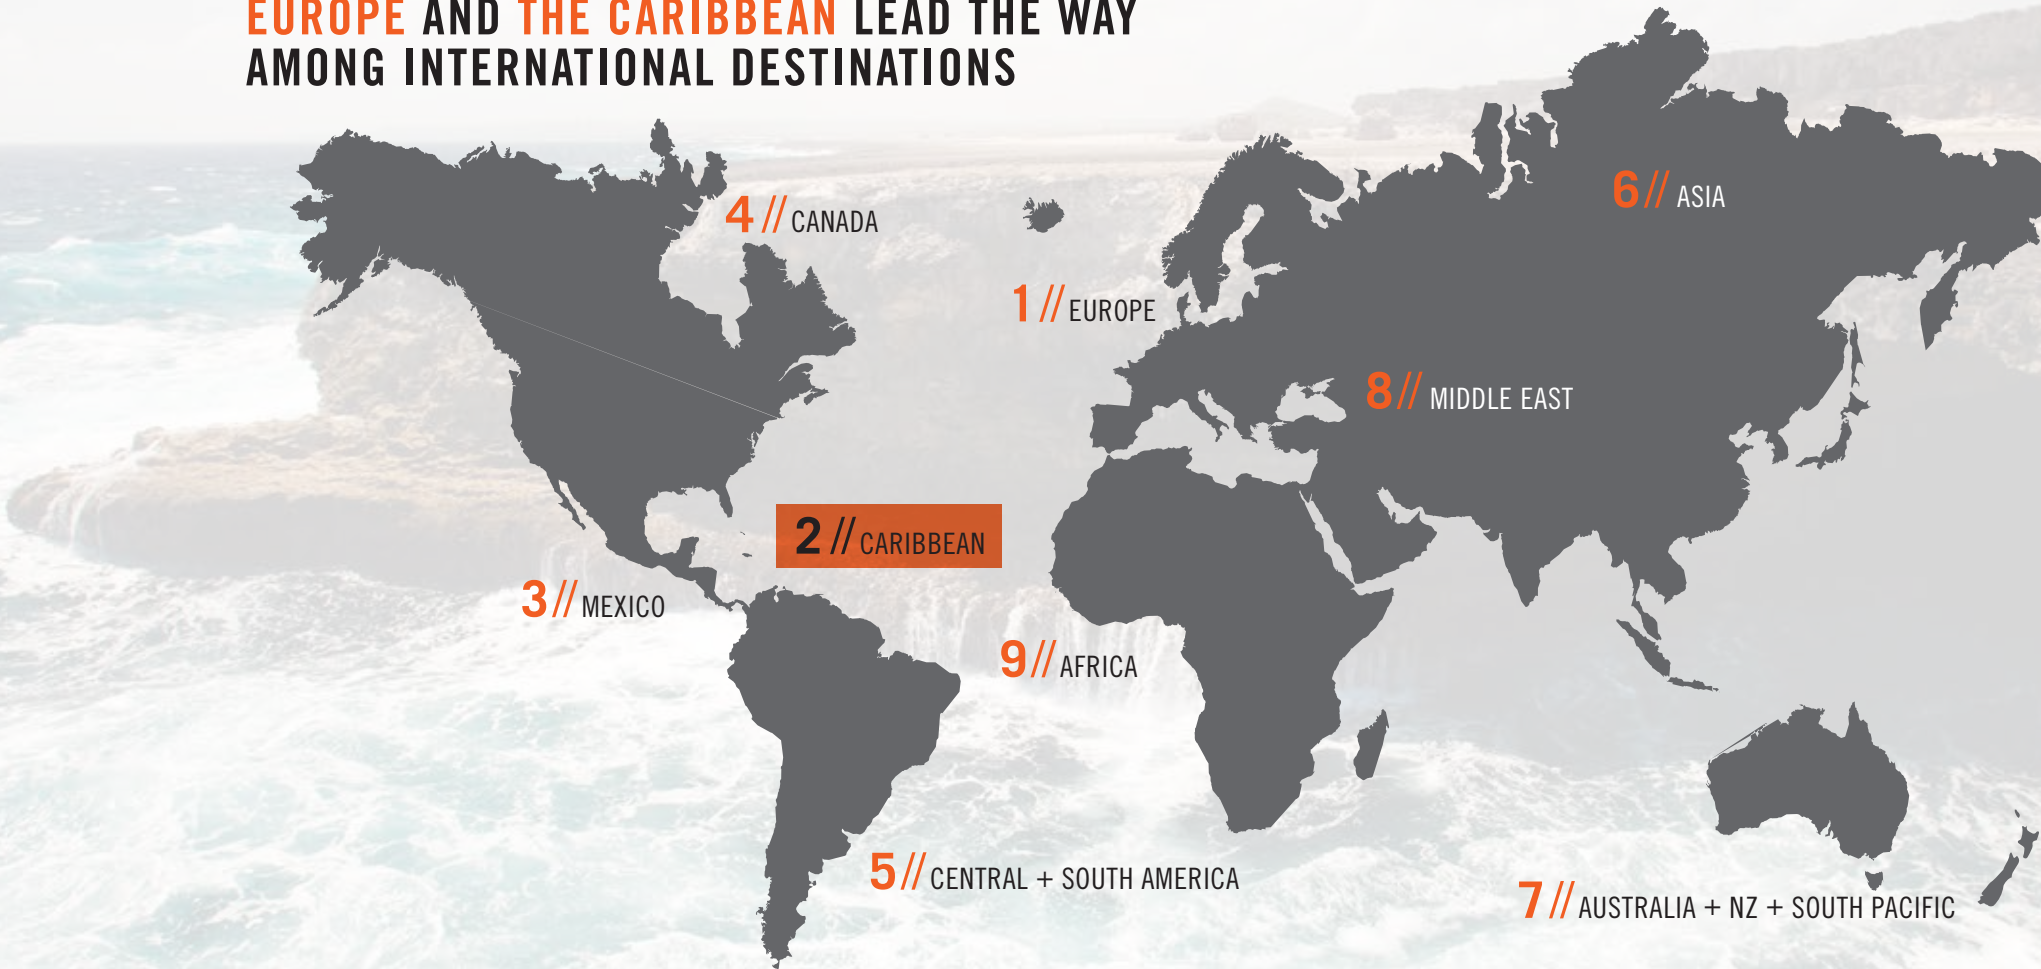 EUROPE AND THE CARIBBEAN LEAD THE WAY
AMONG INTERNATIONAL DESTINATIONS
6// ASIA
4// CANADA
1// EUROPE
8// MIDDLE EAST
2// CARIBBEAN
3// MEXICO
9// AFRICA
5// CENTRAL + SOUTH AMERICA
7// AUSTRALIA + NZ + SOUTH PACIFIC